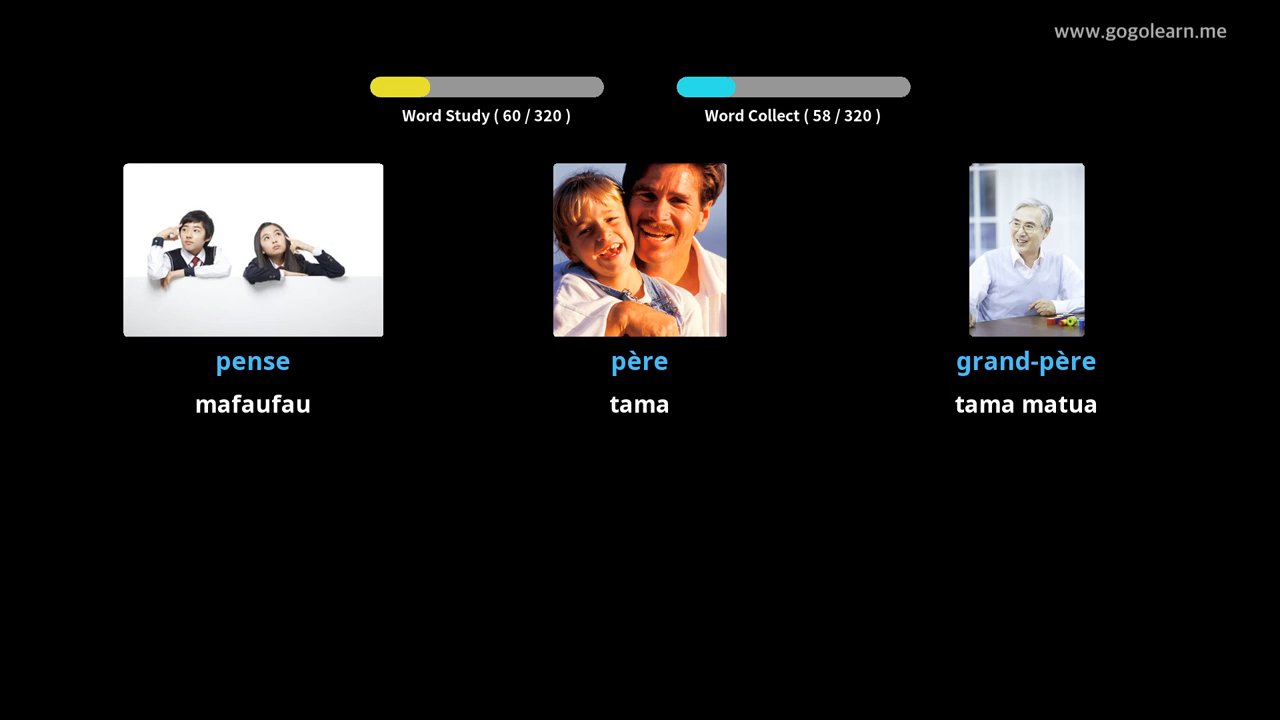 www.gogolearn.me
Word Study ( 60 / 320 )
Word Collect ( 58 / 320 )
pense
père
grand-père
mafaufau
tama
tama matua